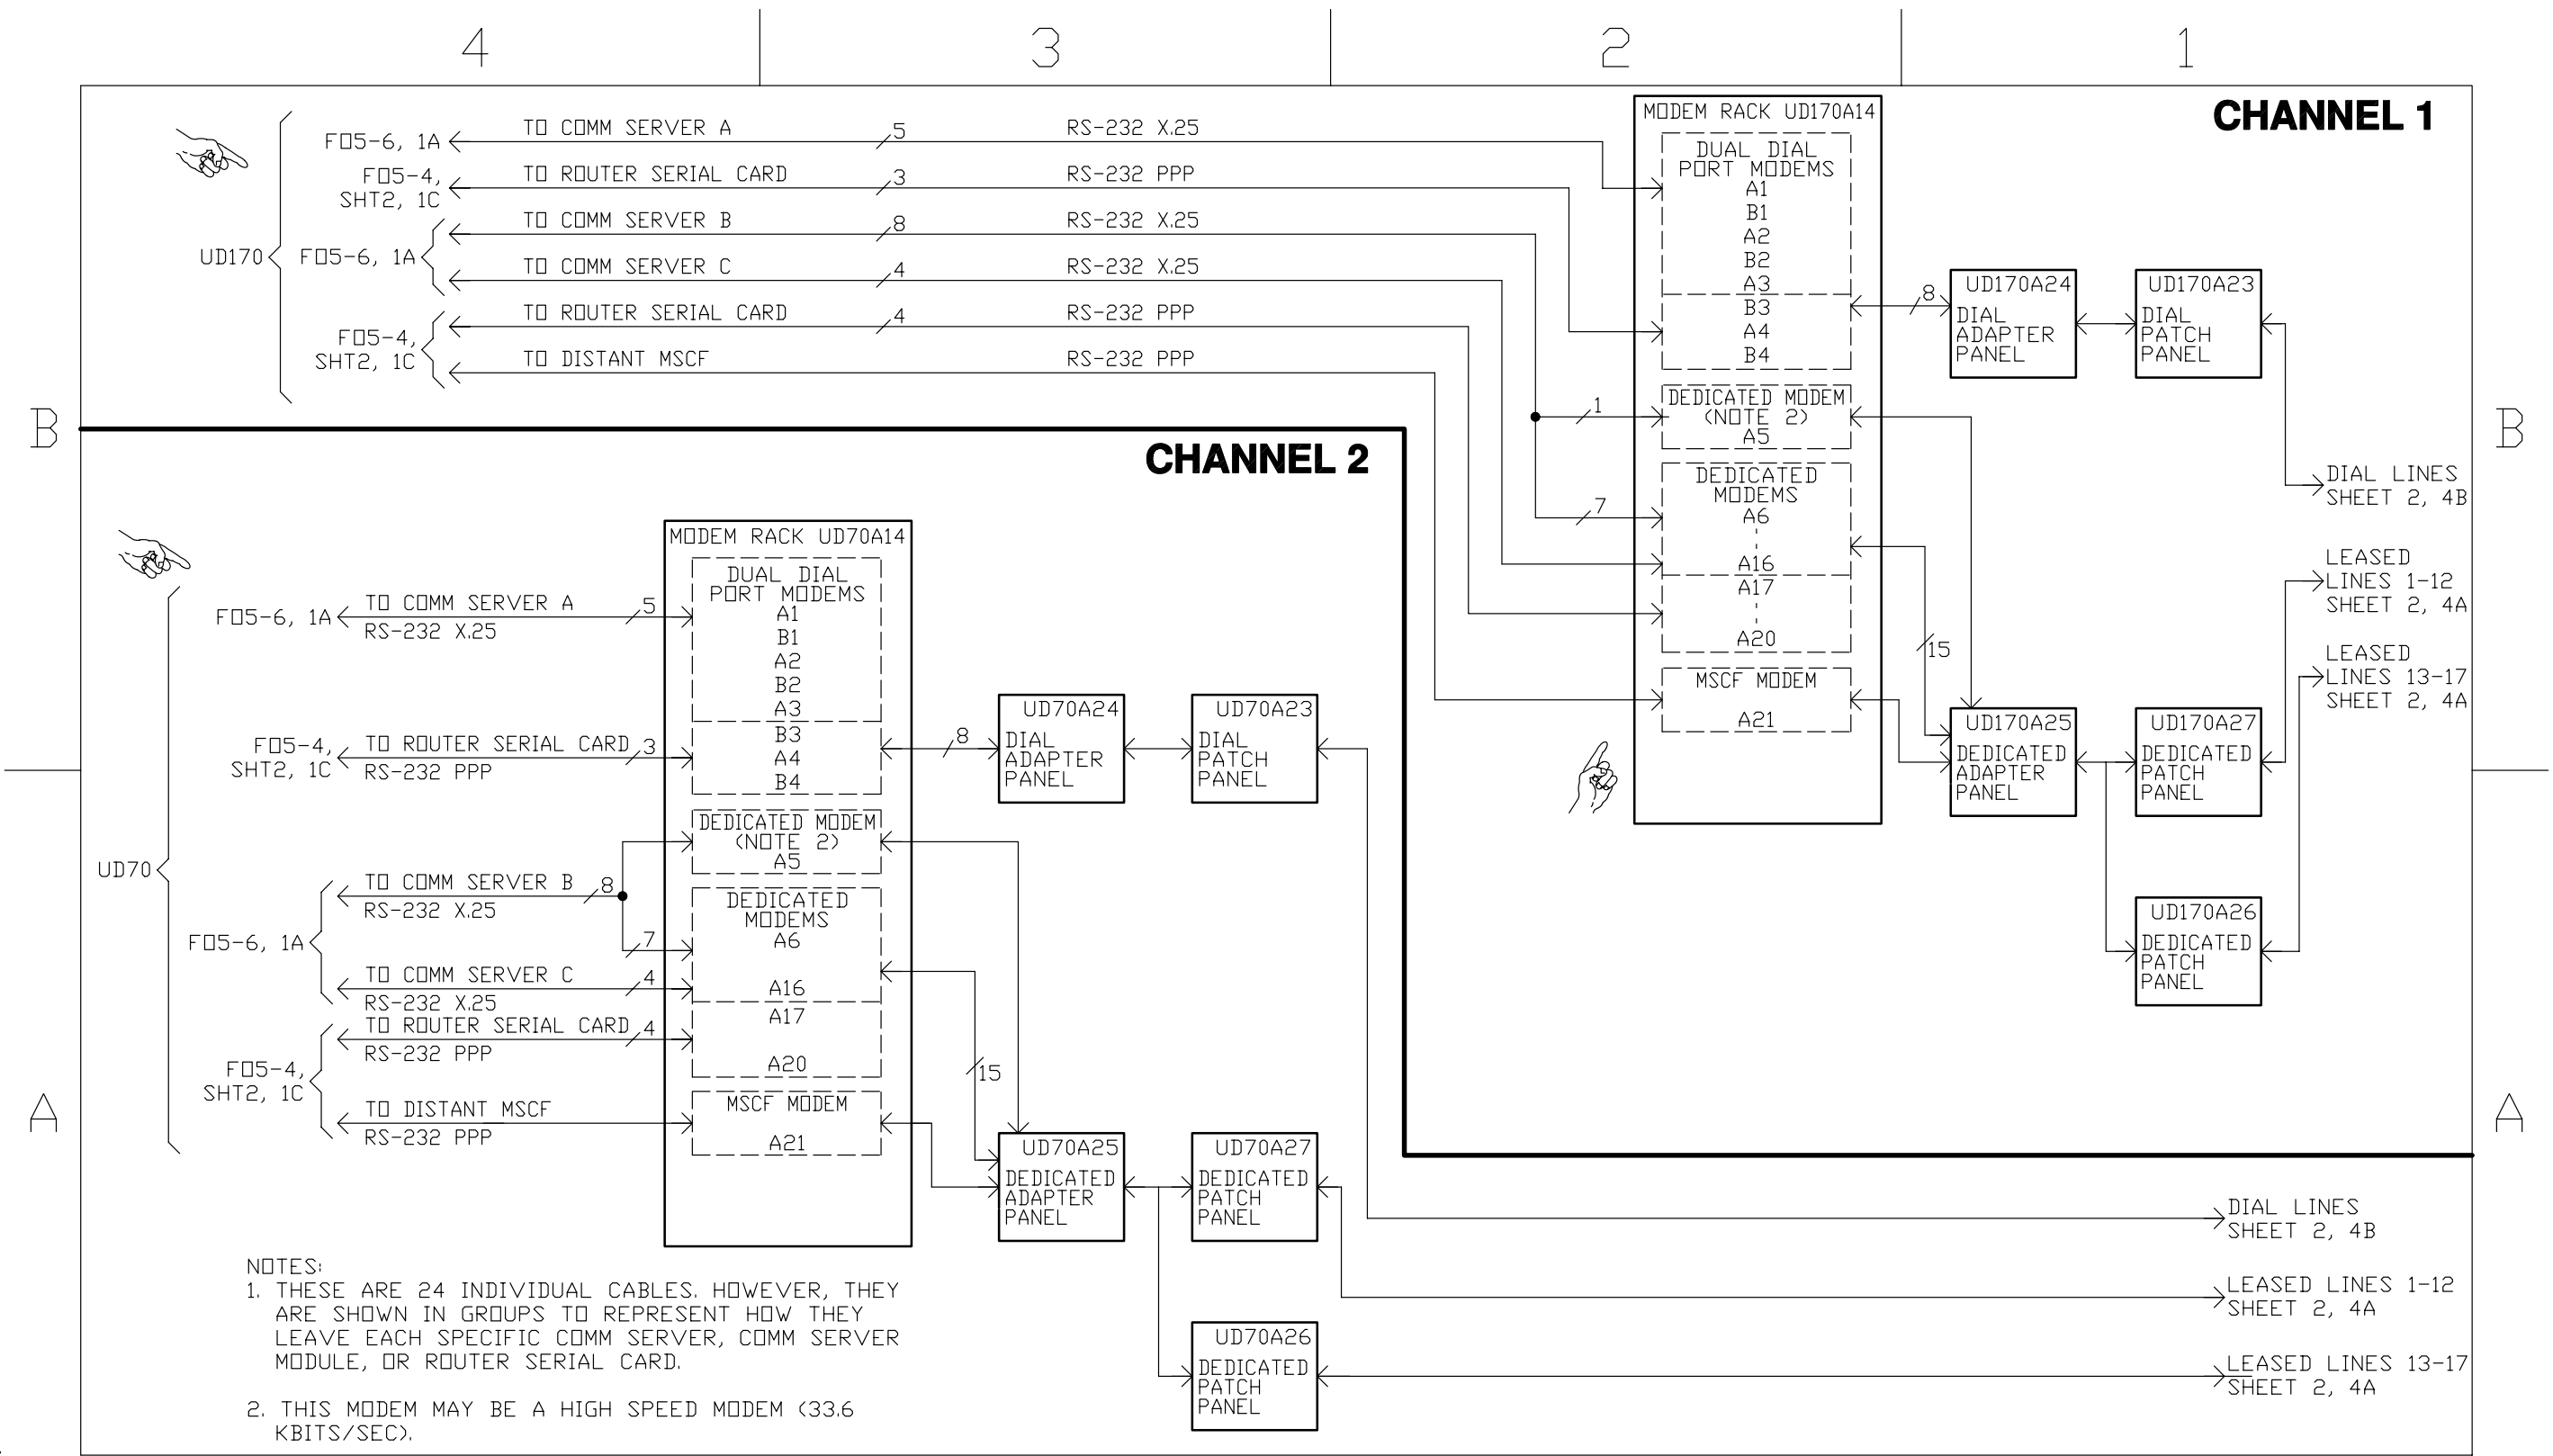 4
3
2
1
CHANNEL 1
UD170
FO5-6, 1A
TO COMM SERVER A
5
RS-232 X.25
FO5-4,
SHT2, 1C
TO ROUTER SERIAL CARD
3
RS-232 PPP
FO5-6, 1A
TO COMM SERVER B
8
RS-232 X.25
TO COMM SERVER C
4
RS-232 X.25
FO5-4,
SHT2, 1C
TO ROUTER SERIAL CARD
4
RS-232 PPP
TO DISTANT MSCF
RS-232 PPP
MODEM RACK UD170A14
DUAL DIAL
PORT MODEMS
A1
B1
A2
B2
A3
B3
A4
B4
1
DEDICATED MODEM
(NOTE 2)
A5
7
DEDICATED
MODEMS
A6
A16
A17
A20
MSCF MODEM
A21
8
15
UD170A24
DIAL
ADAPTER
PANEL
UD170A23
DIAL
PATCH
PANEL
DIAL LINES
SHEET 2, 4B
LEASED
LINES 1-12
SHEET 2, 4A
LEASED
LINES 13-17
SHEET 2, 4A
UD170A25
DEDICATED
ADAPTER
PANEL
UD170A27
DEDICATED
PATCH
PANEL
UD170A26
DEDICATED
PATCH
PANEL
B
B
CHANNEL 2
UD70
FO5-6, 1A
TO COMM SERVER A
5
RS-232 X.25
FO5-4,
SHT2, 1C
TO ROUTER SERIAL CARD
3
RS-232 PPP
FO5-6, 1A
TO COMM SERVER B
8
RS-232 X.25
7
TO COMM SERVER C
4
RS-232 X.25
FO5-4,
SHT2, 1C
TO ROUTER SERIAL CARD
4
RS-232 PPP
TO DISTANT MSCF
RS-232 PPP
MODEM RACK UD70A14
DUAL DIAL
PORT MODEMS
A1
B1
A2
B2
A3
B3
A4
B4
DEDICATED MODEM
(NOTE 2)
A5
DEDICATED
MODEMS
A6
A16
A17
A20
MSCF MODEM
A21
8
15
UD70A24
DIAL
ADAPTER
PANEL
UD70A23
DIAL
PATCH
PANEL
UD70A25
DEDICATED
ADAPTER
PANEL
UD70A27
DEDICATED
PATCH
PANEL
UD70A26
DEDICATED
PATCH
PANEL
A
A
DIAL LINES
SHEET 2, 4B
LEASED LINES 1-12
SHEET 2, 4A
LEASED LINES 13-17
SHEET 2, 4A
NOTES:
1. THESE ARE 24 INDIVIDUAL CABLES. HOWEVER, THEY
ARE SHOWN IN GROUPS TO REPRESENT HOW THEY
LEAVE EACH SPECIFIC COMM SERVER, COMM SERVER
MODULE, OR ROUTER SERIAL CARD.
2. THIS MODEM MAY BE A HIGH SPEED MODEM (33.6
KBITS/SEC).